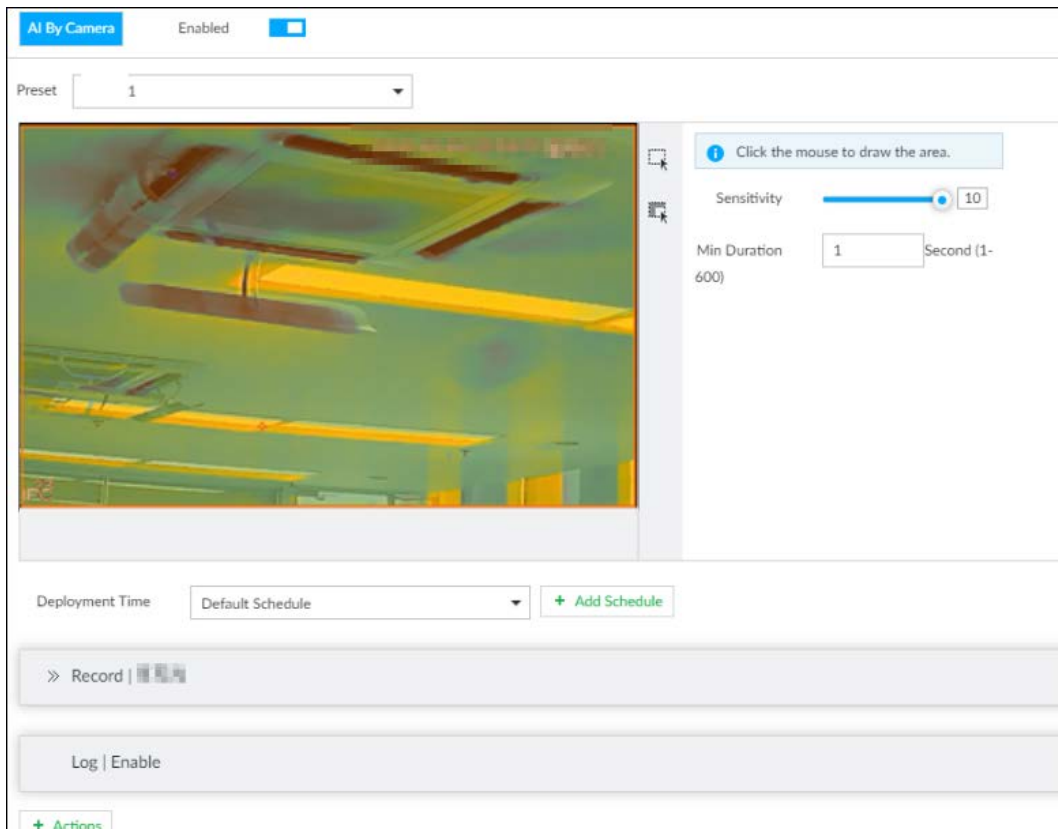 AI By Camera Enabled
Preset 1
Click the mouse to draw the area.
Sensitivity 10
Min Duration 1 Second (1-
600)
Deployment Time Default Schedule + Add Schedule
» Record |
Log | Enable
+ Actions